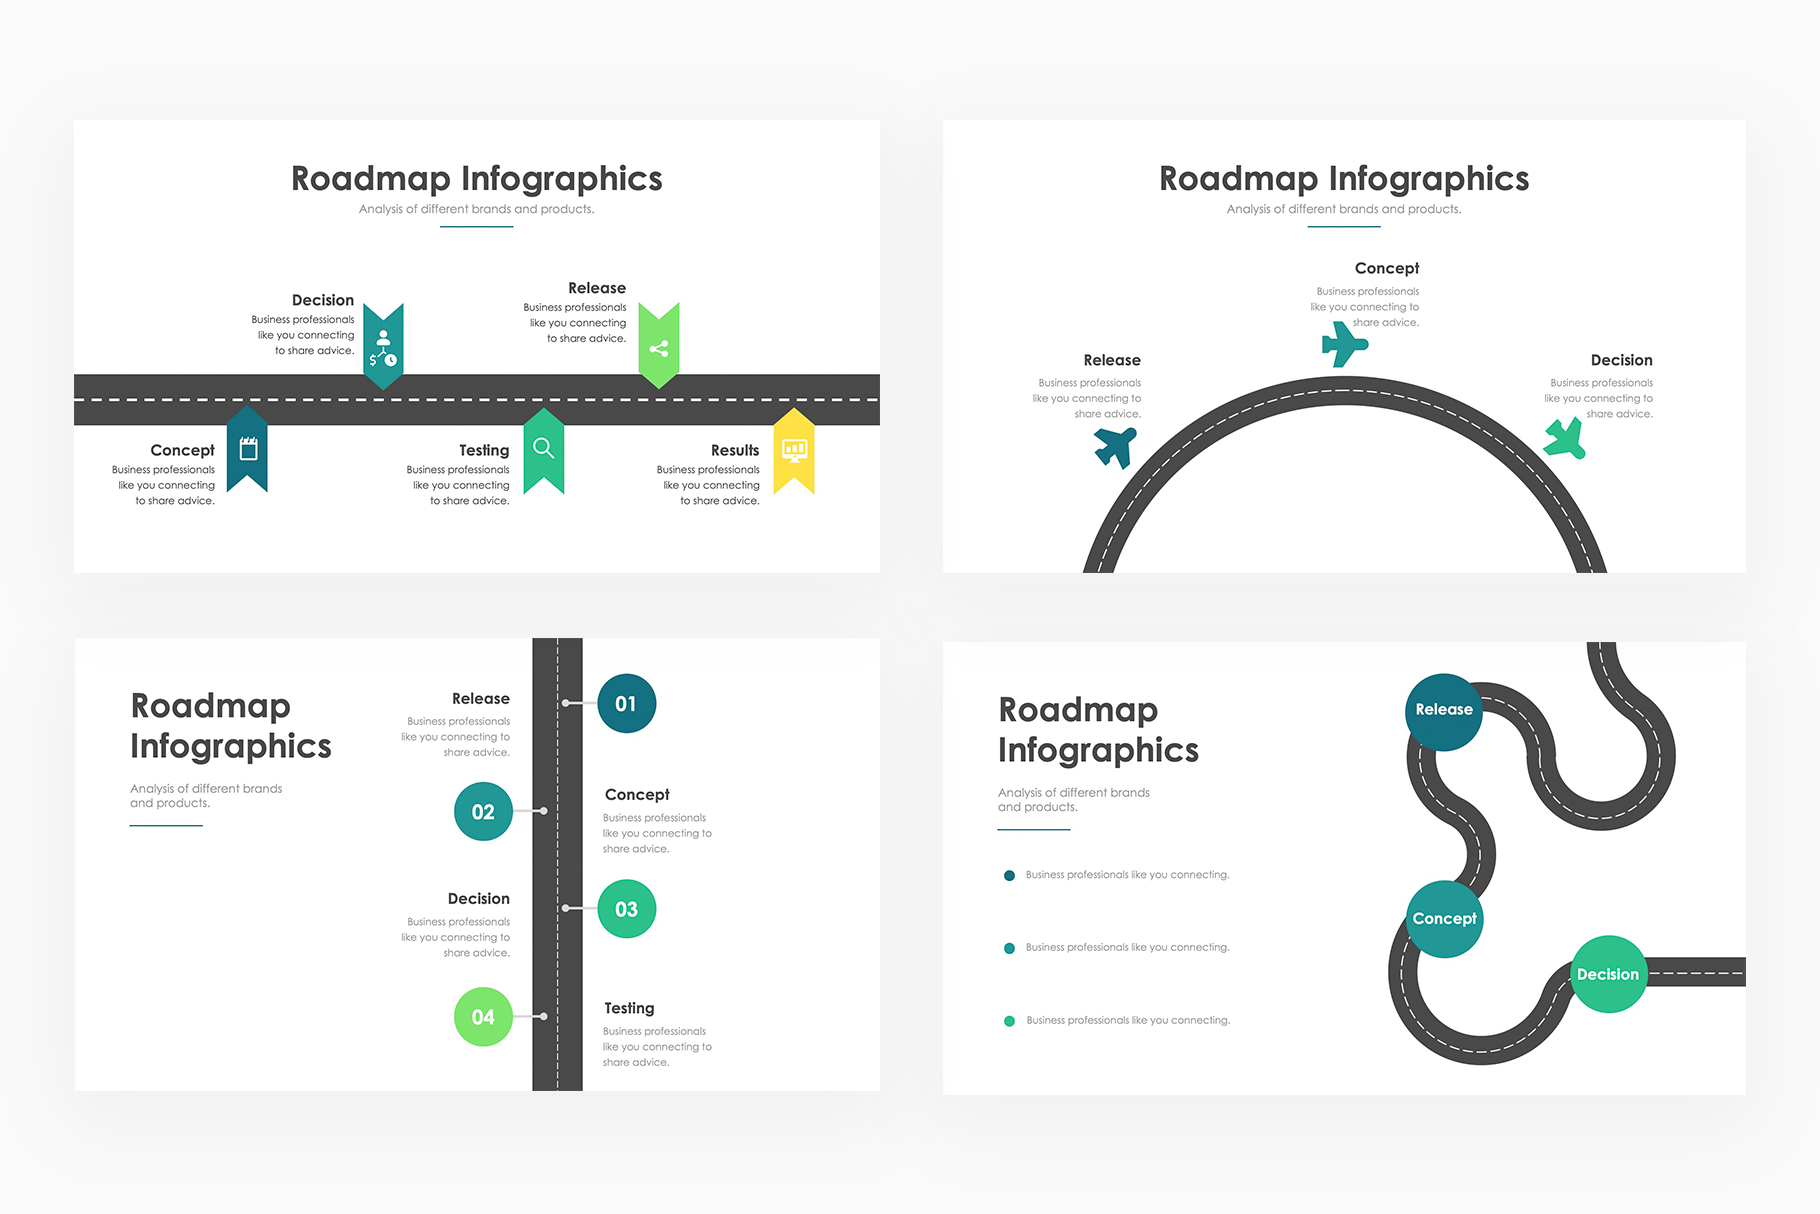 Roadmap Infographics
Analysis of different brands and products.
Decision
Business professionals
like you connecting
to share advice.
$
Release
Business professionals
like you connecting
to share advice.
Concept
Business professionals
like you connecting
to share advice.
Testing
Business professionals
like you connecting
to share advice.
Results
Business professionals
like you connecting
to share advice.
Roadmap Infographics
Analysis of different brands and products.
Concept
Business professionals
like you connecting to
share advice.
Release
Business professionals
like you connecting to
share advice.
Decision
Business professionals
like you connecting to
share advice.
Roadmap
Infographics
Analysis of different brands
and products.
Release
Business professionals
like you connecting to
share advice.
01
02
Concept
Business professionals
like you connecting to
share advice.
Decision
Business professionals
like you connecting to
share advice.
03
04
Testing
Business professionals
like you connecting to
share advice.
Roadmap
Infographics
Analysis of different brands
and products.
Business professionals like you connecting.
Business professionals like you connecting.
Business professionals like you connecting.
Release
Concept
Decision